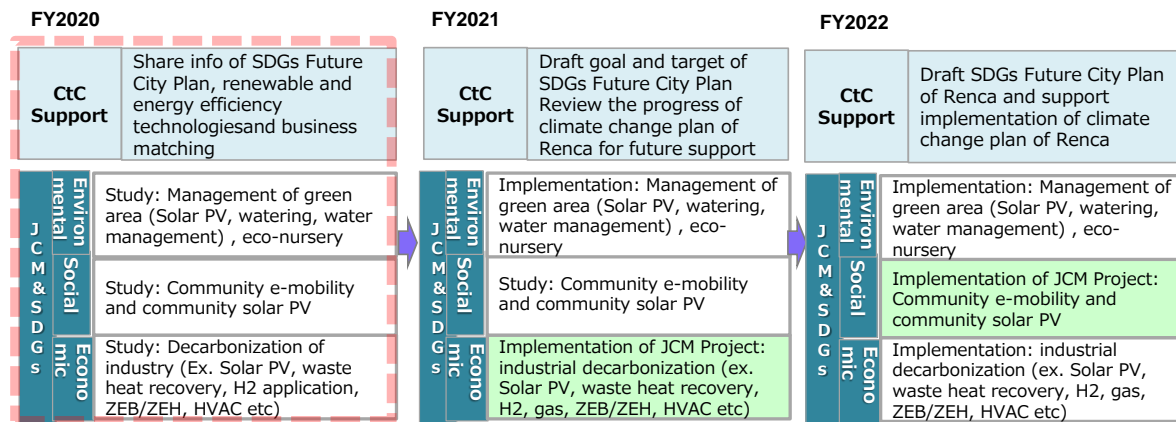 FY2020
CtC
Support
Share info of SDGs Future
City Plan, renewable and
energy efficiency
technologiesand business
matching
JCM&SDGs
Environ
mental
Study: Management of green
area (Solar PV, watering, water
management) , eco-nursery
Social
Study: Community e-mobility
and community solar PV
Econo
mic
Study: Decarbonization of
industry (Ex. Solar PV, waste
heat recovery, H2 application,
ZEB/ZEH, HVAC etc)
FY2021
CtC
Support
Draft goal and target of
SDGs Future City Plan
Review the progress of
climate change plan of
Renca for future support
JCM&SDGs
Environ
mental
Implementation: Management of
green area (Solar PV, watering,
water management) , eco-
nursery
Social
Study: Community e-mobility
and community solar PV
Econo
mic
Implementation of JCM Project:
industrial decarbonization (ex.
Solar PV, waste heat recovery,
H2, gas, ZEB/ZEH, HVAC etc)
FY2022
CtC
Support
Draft SDGs Future City Plan
of Renca and support
implementation of climate
change plan of Renca
JCM&SDGs
Environ
mental
Implementation: Management of
green area (Solar PV, watering,
water management) , eco-
nursery
Social
Implementation of JCM Project:
Community e-mobility and
community solar PV
Econo
mic
Implementation: industrial
decarbonization (ex. Solar PV,
waste heat recovery, H2, gas,
ZEB/ZEH, HVAC etc)